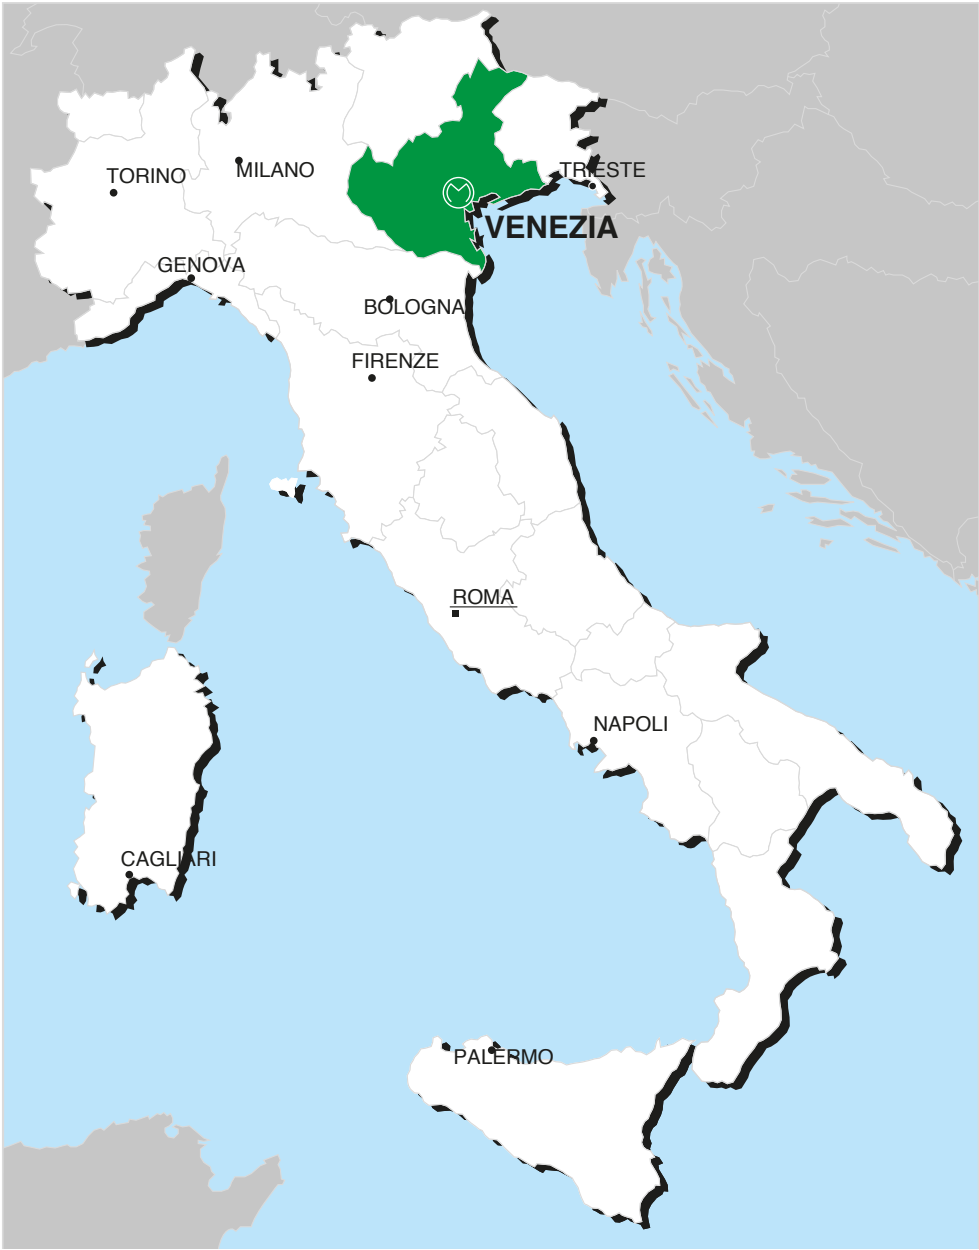 TRIESTE
MILANO
TORINO
VENEZIA
GENOVA
BOLOGNA
FIRENZE
ROMA
NAPOLI
CAGLIARI
PALERMO